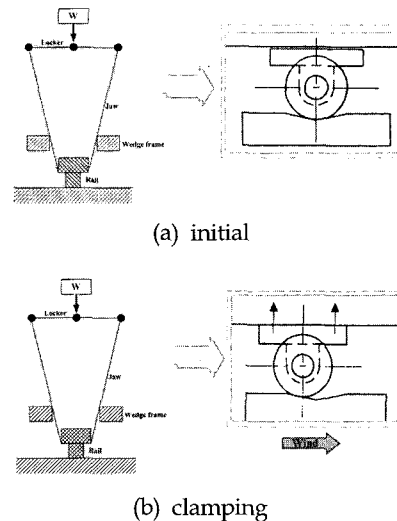 W
Locker
Jaw
Wedge frame
Rail
(a) initial
W
Locker
Jaw
Wedge frame
Rail
Wind
(b) clamping